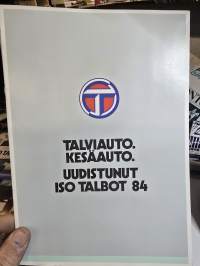 TALVIAUTO.
KESÄAUTO.
UUDISTUNUT
ISO TALBOT 84